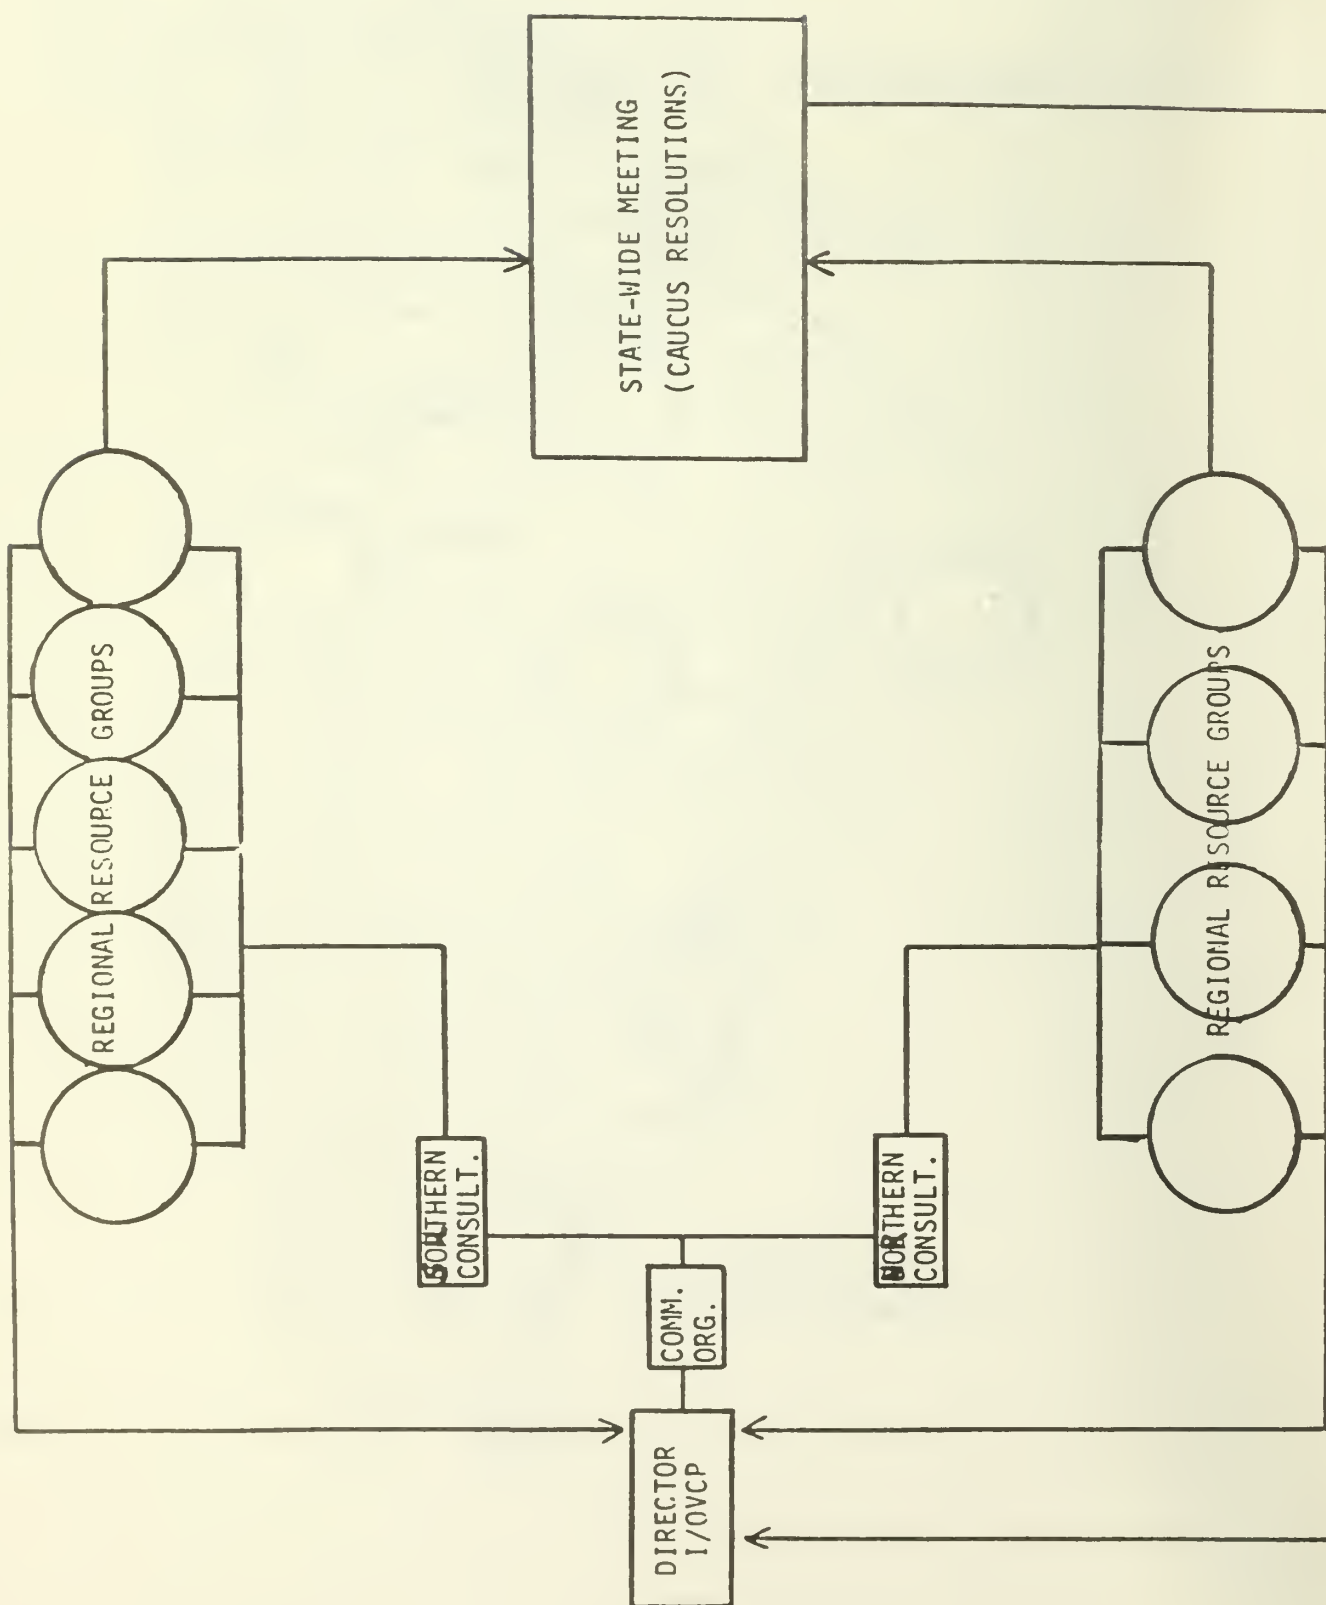 REGIONAL RESOURCE GROUPS
SOUTHERN
CONSULT.
DIRECTOR
I/OVCP
COMM.
ORG.
STATE-WIDE MEETING
(CAUCUS RESOLUTIONS)
NORTHERN
CONSULT.
REGIONAL RESOURCE GROUPS